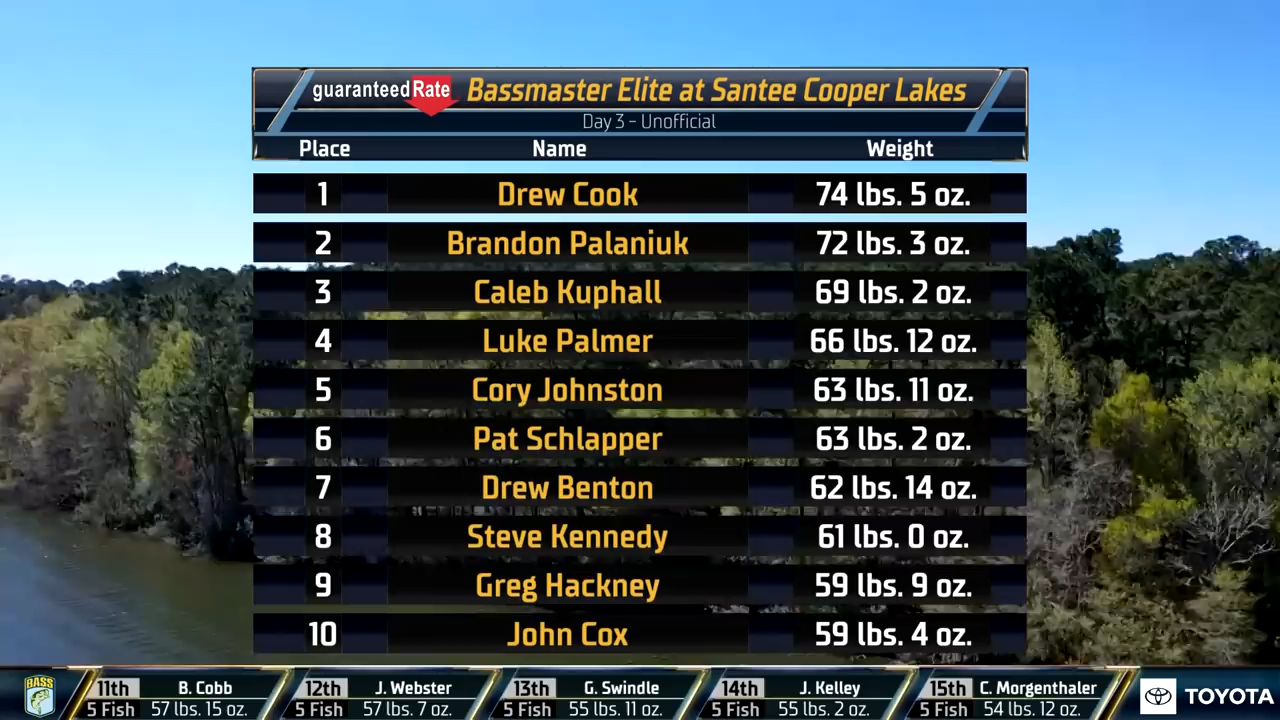 guaranteedRate Bassmaster Elite at Santee Cooper Lakes
Day 3 - Unofficial
Place Name Weight
1 Drew Cook 74 lbs. 5 oz.
2 Brandon Palaniuk 72 lbs. 3 oz.
3 Caleb Kuphall 69 lbs. 2 oz.
4 Luke Palmer 66 lbs. 12 oz.
5 Cory Johnston 63 lbs. 11 oz.
6 Pat Schlapper 63 lbs. 2 oz.
7 Drew Benton 62 lbs. 14 oz.
8 Steve Kennedy 61 lbs. 0 oz.
9 Greg Hackney 59 lbs. 9 oz.
10 John Cox 59 lbs. 4 oz.
BASS
11th B. Cobb
5 Fish 57 lbs. 15 oz.
12th J. Webster
5 Fish 57 lbs. 7 oz.
13th G. Swindle
5 Fish 55 lbs. 11 oz.
14th J. Kelley
5 Fish 55 lbs. 2 oz.
15th C. Morgenthaler
5 Fish 54 lbs. 12 oz.
TOYOTA